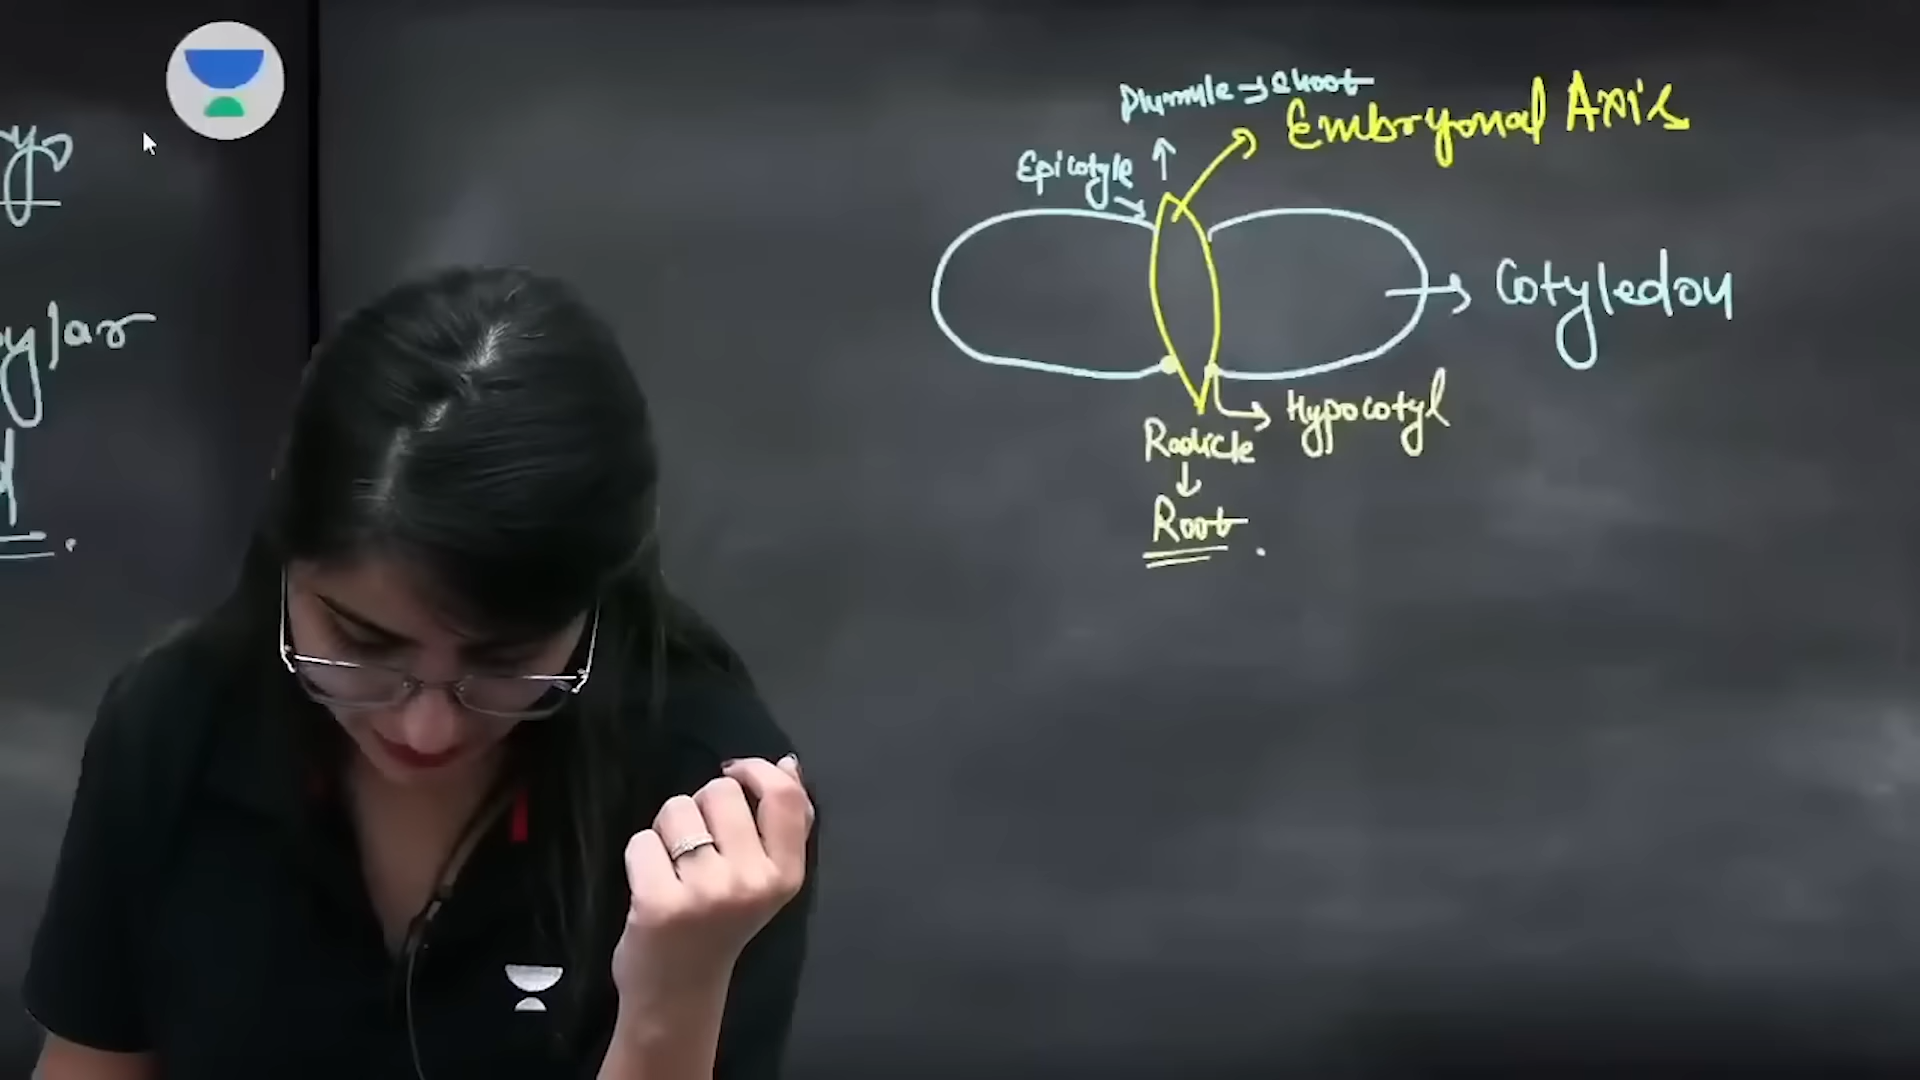 Plumule → Shoot
Embryonal Axis
Epicotyle
Cotyledon
Hypocotyl
Radicle
Root